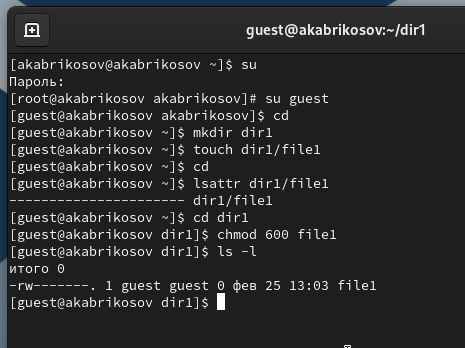 guest@akabrikosov:~/dir1
[akabrikosov@akabrikosov ~]$ su
Пароль:
[root@akabrikosov akabrikosov]# su guest
[guest@akabrikosov akabrikosov]$ cd
[guest@akabrikosov ~]$ mkdir dir1
[guest@akabrikosov ~]$ touch dir1/file1
[guest@akabrikosov ~]$ cd
[guest@akabrikosov ~]$ lsattr dir1/file1
---------------------- dir1/file1
[guest@akabrikosov ~]$ cd dir1
[guest@akabrikosov dir1]$ chmod 600 file1
[guest@akabrikosov dir1]$ ls -l
итого 0
-rw-------. 1 guest guest 0 фев 25 13:03 file1
[guest@akabrikosov dir1]$